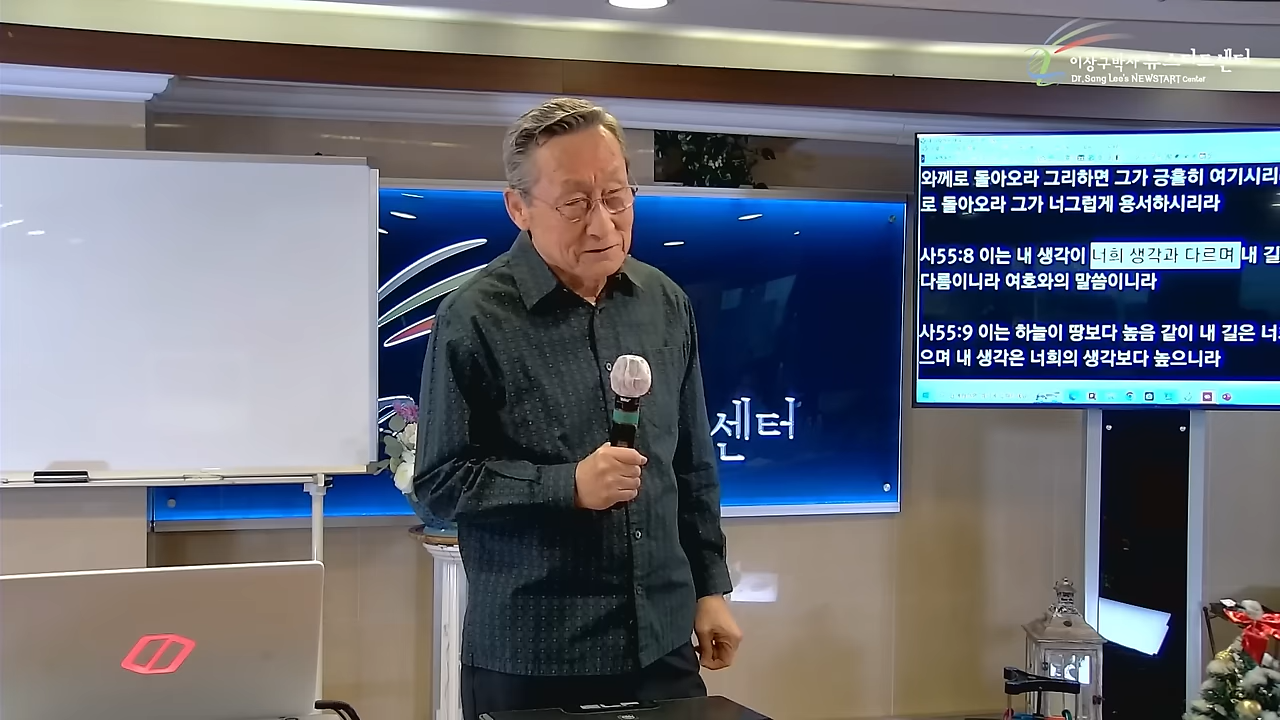 이상구박사 뉴스타트센터
Dr.Sang Lee's NEWSTART Center
와께로 돌아오라 그리하면 그가 긍휼히 여기시리
로 돌아오라 그가 너그럽게 용서하시리라
사55:8 이는 내 생각이 너희 생각과 다르며 내 길
다름이니라 여호와의 말씀이니라
사55:9 이는 하늘이 땅보다 높음 같이 내 길은 너
으며 내 생각은 너희의 생각보다 높으니라
센터